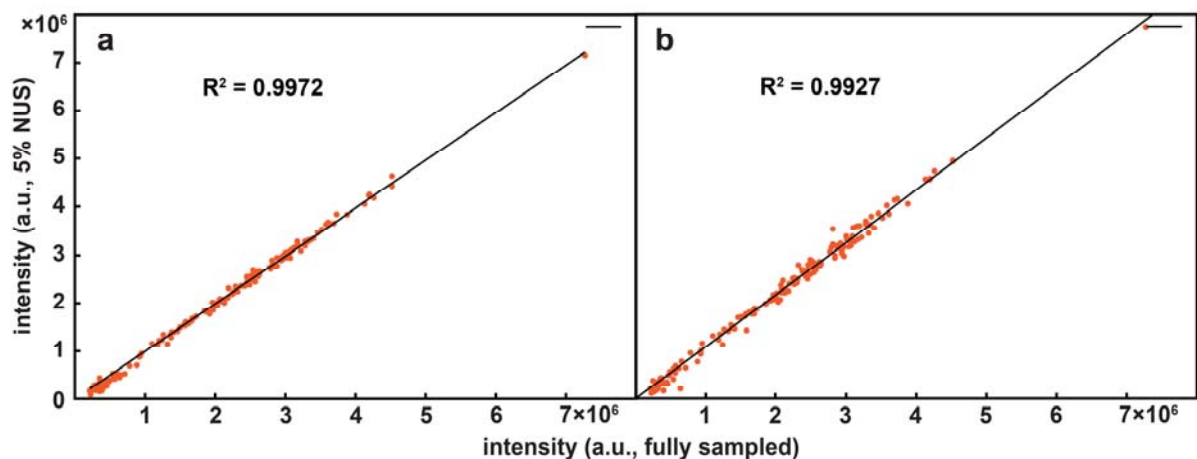 ×10⁶
a
b
R² = 0.9972
R² = 0.9927
7
6
5
4
3
2
1
0
intensity (a.u., 5% NUS)
1 2 3 4 5 6 7×10⁶
1 2 3 4 5 6 7×10⁶
intensity (a.u., fully sampled)